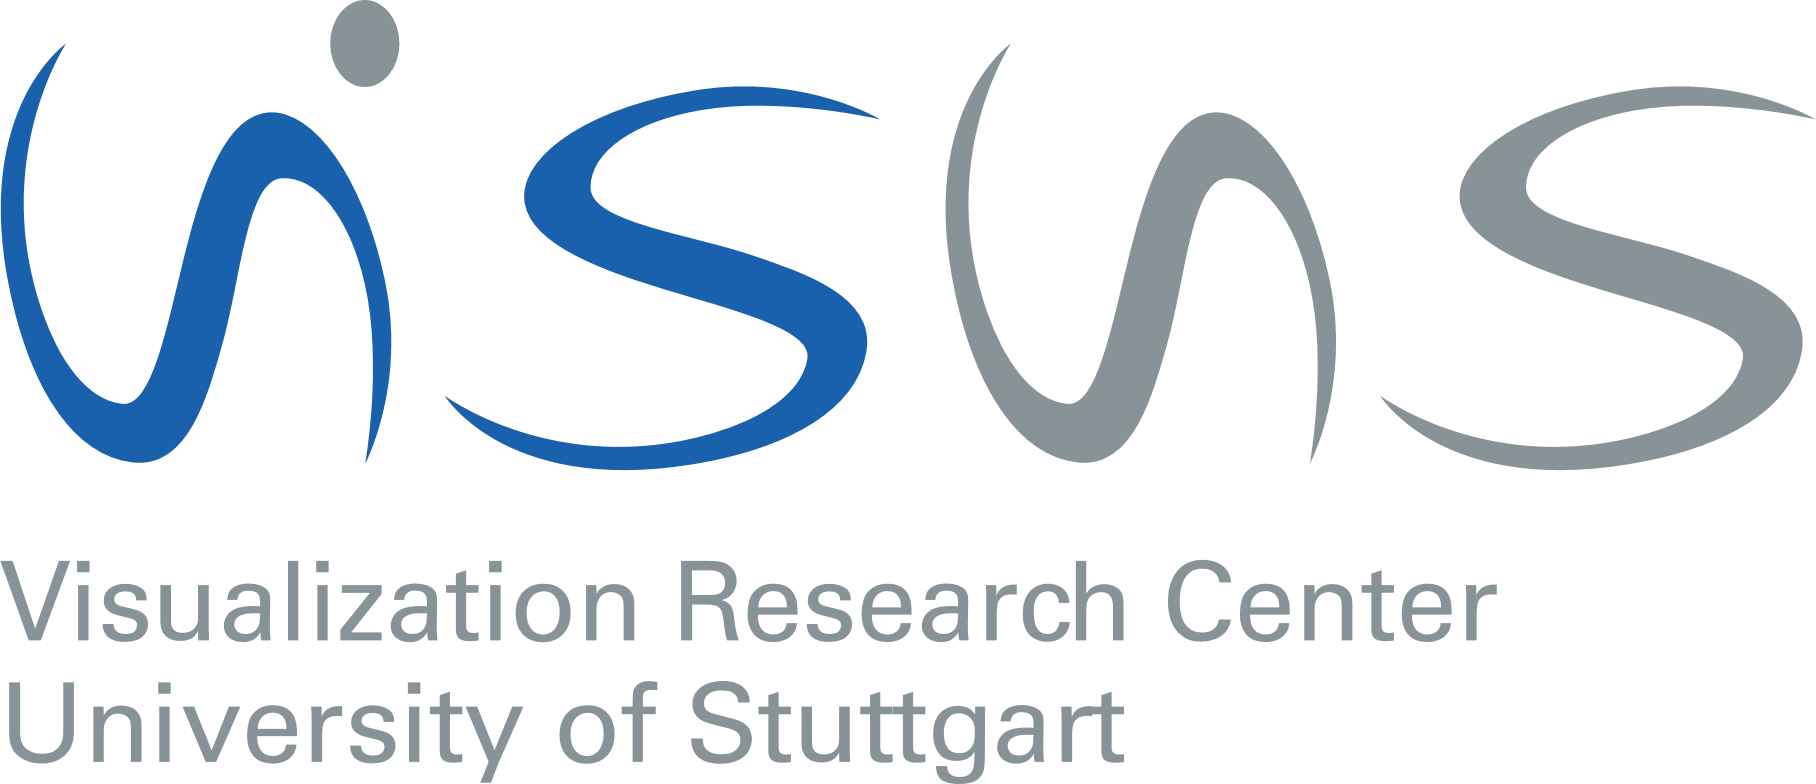 visus
Visualization Research Center
University of Stuttgart